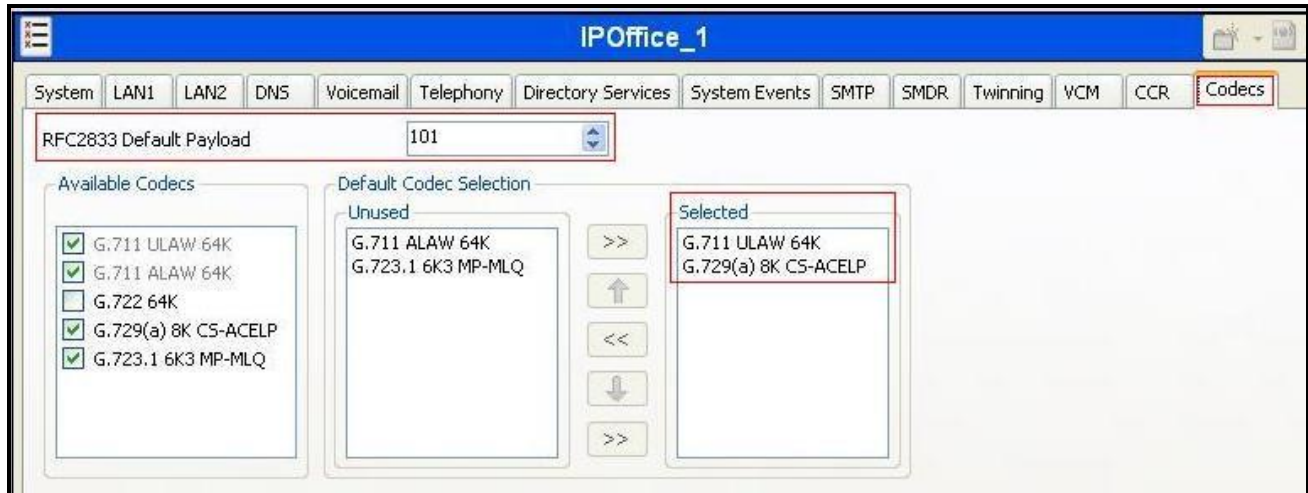 IPOffice_1
System LAN1 LAN2 DNS Voicemail Telephony Directory Services System Events SMTP SMDR Twinning VCM CCR Codecs
RFC2833 Default Payload 101
Available Codecs
G.711 ULAW 64K
G.711 ALAW 64K
G.722 64K
G.729(a) 8K CS-ACELP
G.723.1 6K3 MP-MLQ
Default Codec Selection
Unused
G.711 ALAW 64K
G.723.1 6K3 MP-MLQ
>>
<<
>>
Selected
G.711 ULAW 64K
G.729(a) 8K CS-ACELP